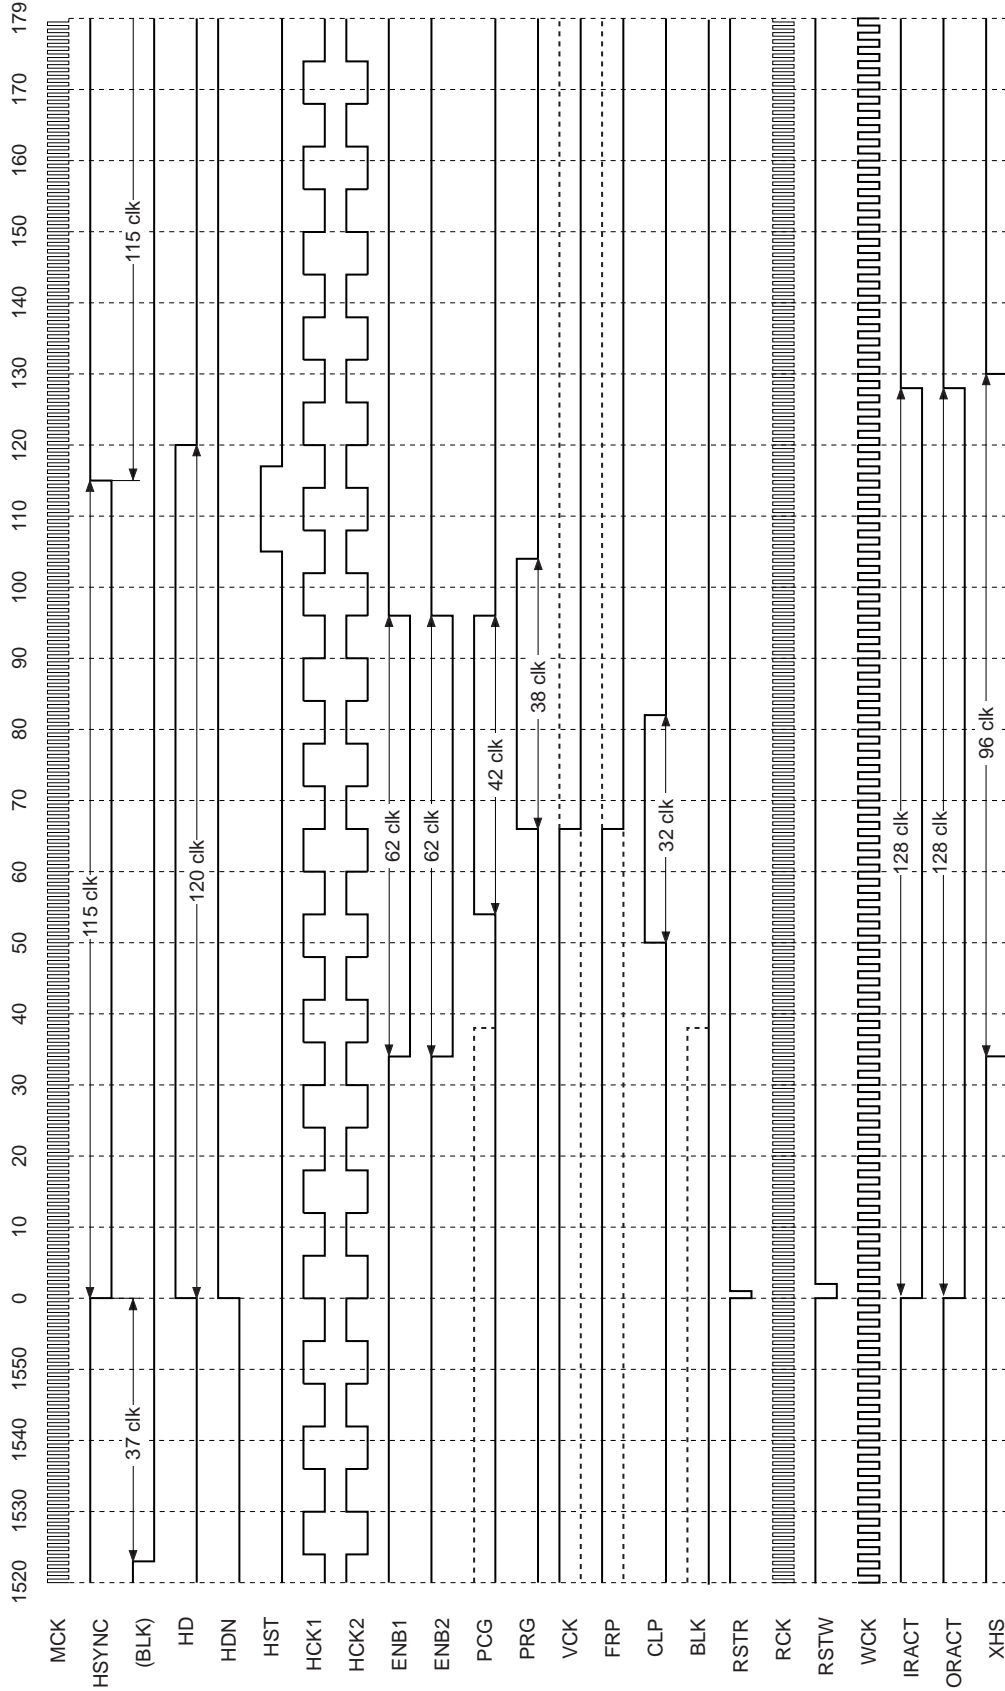 MCK
HSYNC
(BLK)
HD
HDN
HST
HCK1
HCK2
ENB1
ENB2
PCG
PRG
VCK
FRP
CLP
BLK
RSTR
RCK
RSTW
WCK
IRACT
ORACT
XHS
1520
1530
1540
1550
0
10
20
30
40
50
60
70
80
90
100
110
120
130
140
150
160
170
179
115 clk
37 clk
115 clk
120 clk
62 clk
62 clk
42 clk
38 clk
32 clk
128 clk
128 clk
96 clk